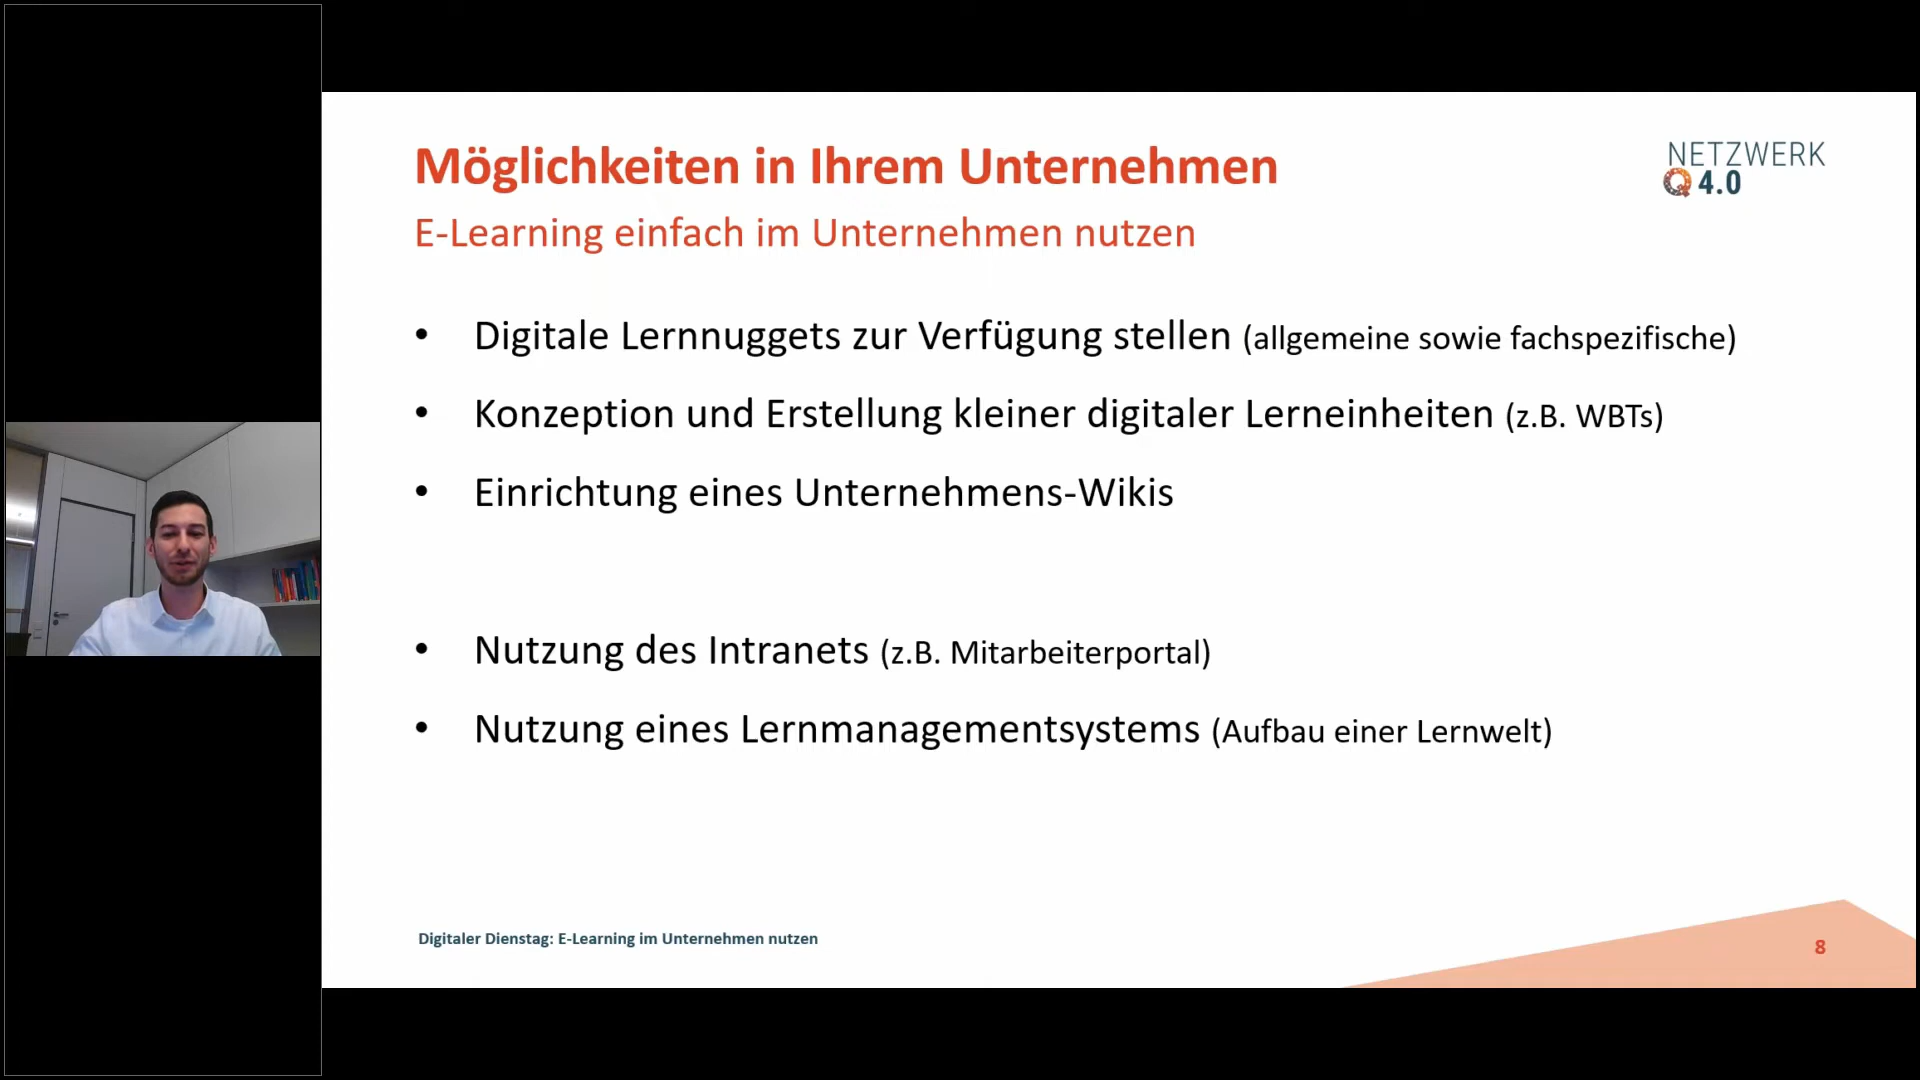 Möglichkeiten in Ihrem Unternehmen
E-Learning einfach im Unternehmen nutzen
NETZWERK
Q 4.0
• Digitale Lernnuggets zur Verfügung stellen (allgemeine sowie fachspezifische)
• Konzeption und Erstellung kleiner digitaler Lerneinheiten (z.B. WBTs)
• Einrichtung eines Unternehmens-Wikis
• Nutzung des Intranets (z.B. Mitarbeiterportal)
• Nutzung eines Lernmanagementsystems (Aufbau einer Lernwelt)
Digitaler Dienstag: E-Learning im Unternehmen nutzen
8